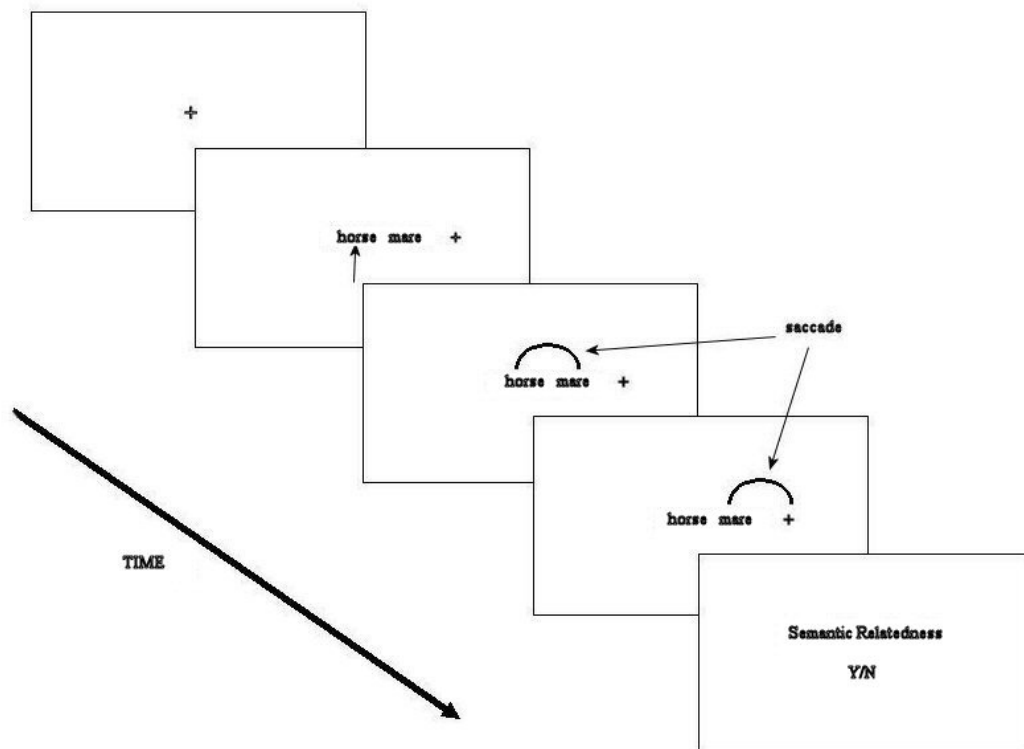 +
horse mare +
saccade
horse mare +
horse mare +
TIME
Semantic Relatedness
Y/N